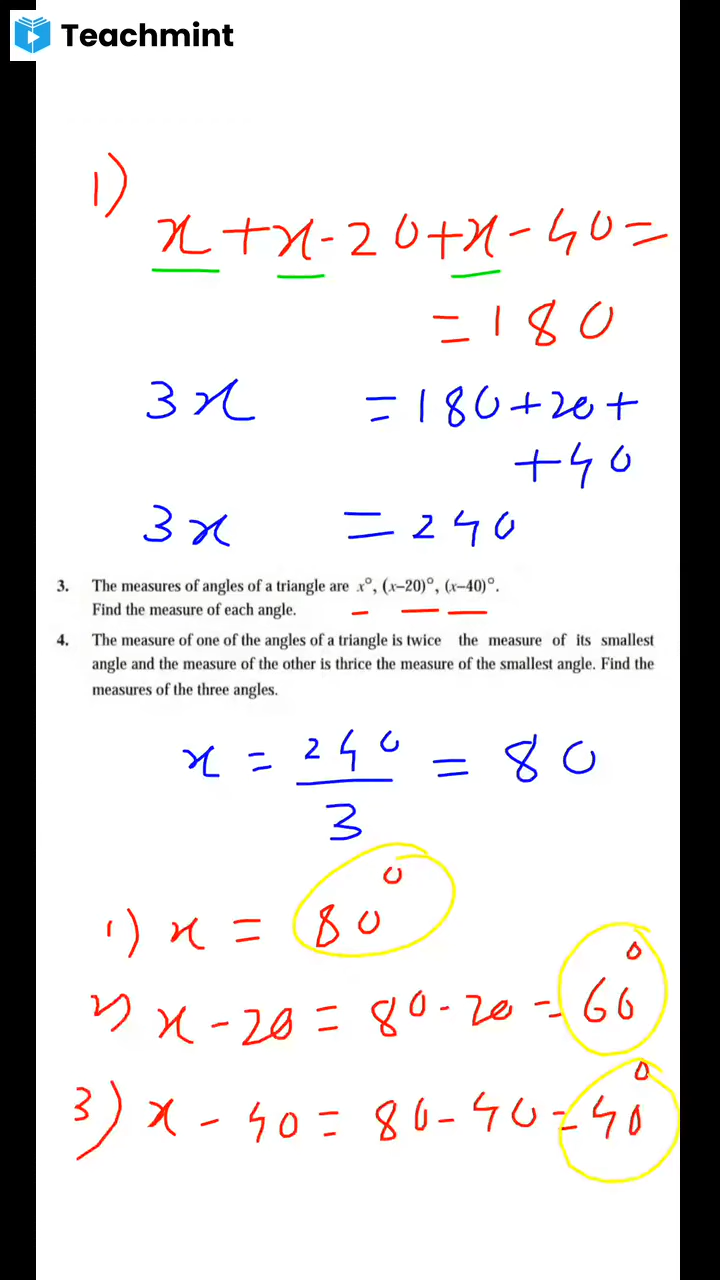 Teachmint
1)
x + x - 20 + x - 40 =
= 180
3x = 180 + 20 +
+ 40
3x = 240
3. The measures of angles of a triangle are x°, (x–20)°, (x–40)°.
Find the measure of each angle.
4. The measure of one of the angles of a triangle is twice the measure of its smallest
angle and the measure of the other is thrice the measure of the smallest angle. Find the
measures of the three angles.
x = 240/3 = 80
1) x = 80°
2) x - 20 = 80 - 20 = 60°
3) x - 40 = 80 - 40 = 40°